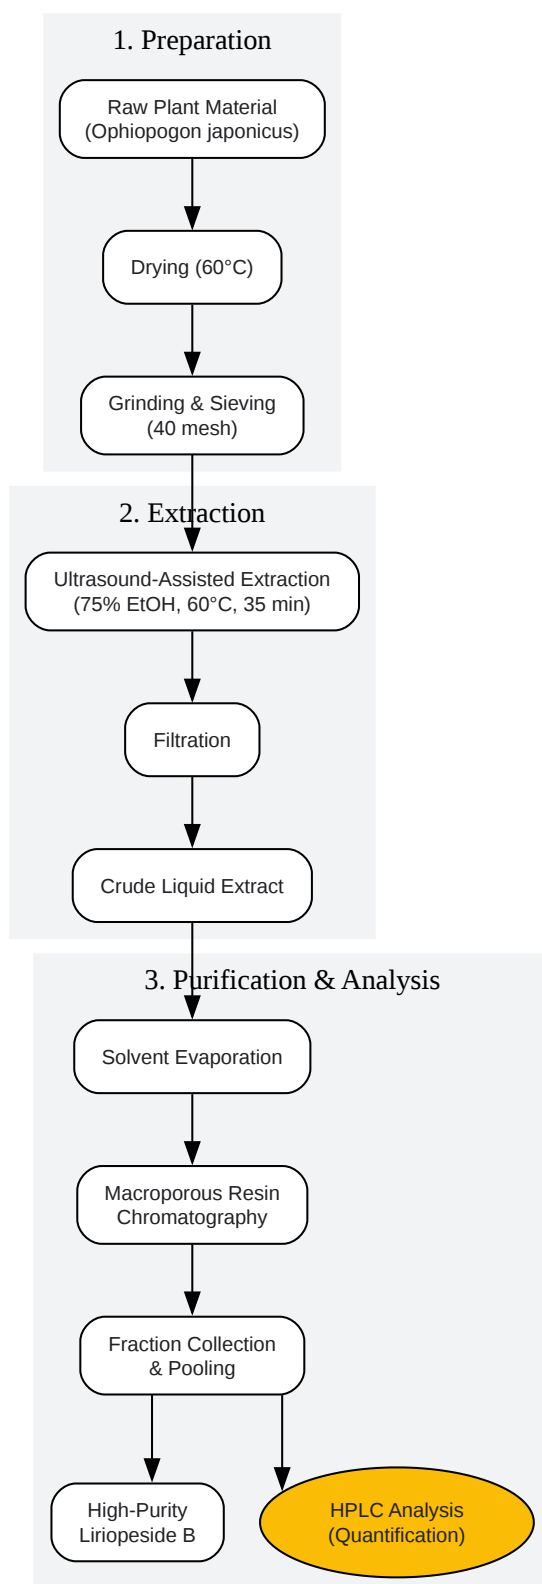 1. Preparation
Raw Plant Material
(Ophiopogon japonicus)
Drying (60°C)
Grinding & Sieving
(40 mesh)
2. Extraction
Ultrasound-Assisted Extraction
(75% EtOH, 60°C, 35 min)
Filtration
Crude Liquid Extract
3. Purification & Analysis
Solvent Evaporation
Macroporous Resin
Chromatography
Fraction Collection
& Pooling
High-Purity
Liriopeside B
HPLC Analysis
(Quantification)